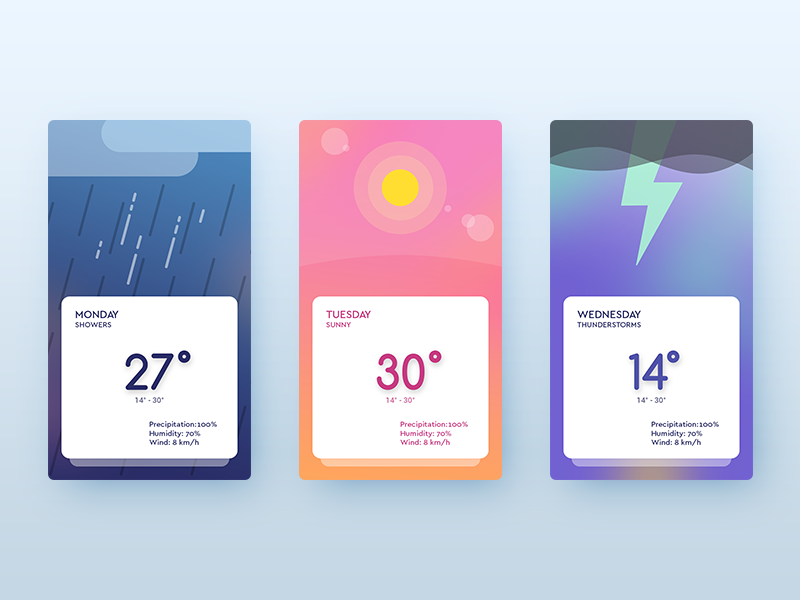 MONDAY
SHOWERS
27°
14° - 30°
Precipitation:100%
Humidity: 70%
Wind: 8 km/h
TUESDAY
SUNNY
30°
14° - 30°
Precipitation:100%
Humidity: 70%
Wind: 8 km/h
WEDNESDAY
THUNDERSTORMS
14°
14° - 30°
Precipitation:100%
Humidity: 70%
Wind: 8 km/h